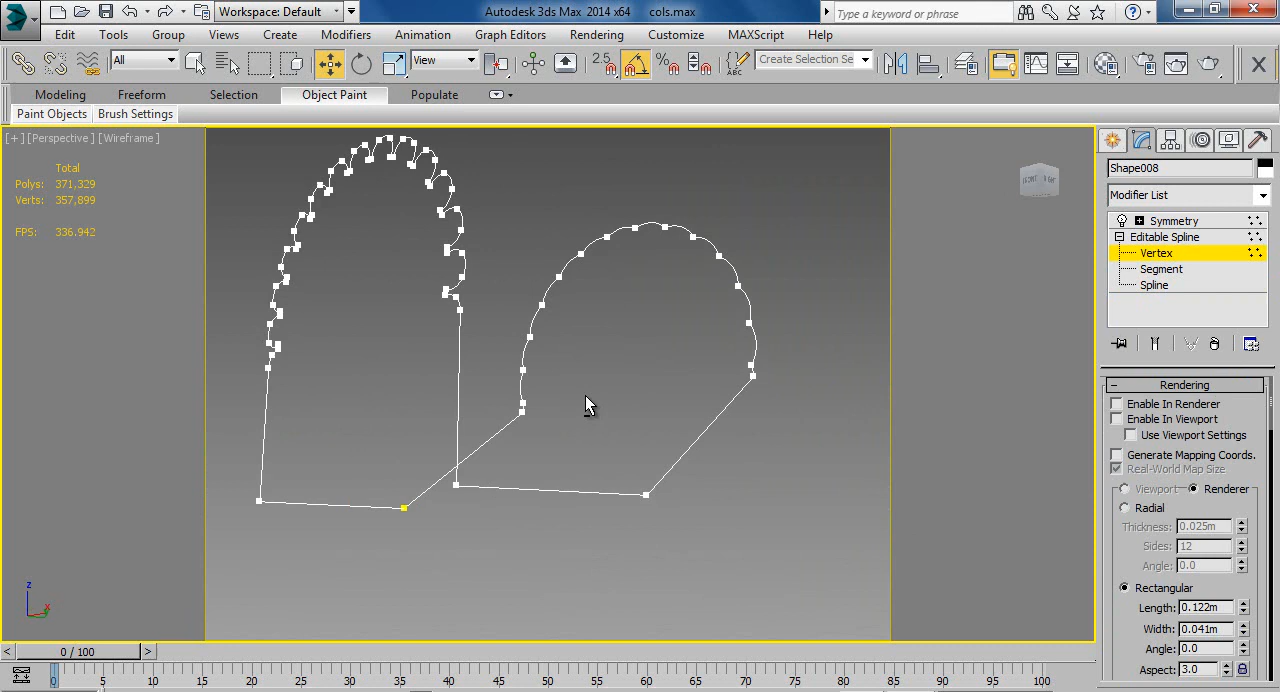 Workspace: Default
Autodesk 3ds Max 2014 x64 cols.max
Type a keyword or phrase
Edit Tools Group Views Create Modifiers Animation Graph Editors Rendering Customize MAXScript Help
All View 2.5 Create Selection Se
Modeling Freeform Selection Object Paint Populate
Paint Objects Brush Settings
[+][Perspective][Wireframe]
Total
Polys: 371,329
Verts: 357,899
FPS: 336.942
z
x
Shape008
Modifier List
Symmetry
Editable Spline
Vertex
Segment
Spline
Rendering
Enable In Renderer
Enable In Viewport
Use Viewport Settings
Generate Mapping Coords.
Real-World Map Size
Viewport Renderer
Radial
Thickness: 0.025m
Sides: 12
Angle: 0.0
Rectangular
Length: 0.122m
Width: 0.041m
Angle: 0.0
Aspect: 3.0
< 0 / 100 >
0 5 10 15 20 25 30 35 40 45 50 55 60 65 70 75 80 85 90 95 100